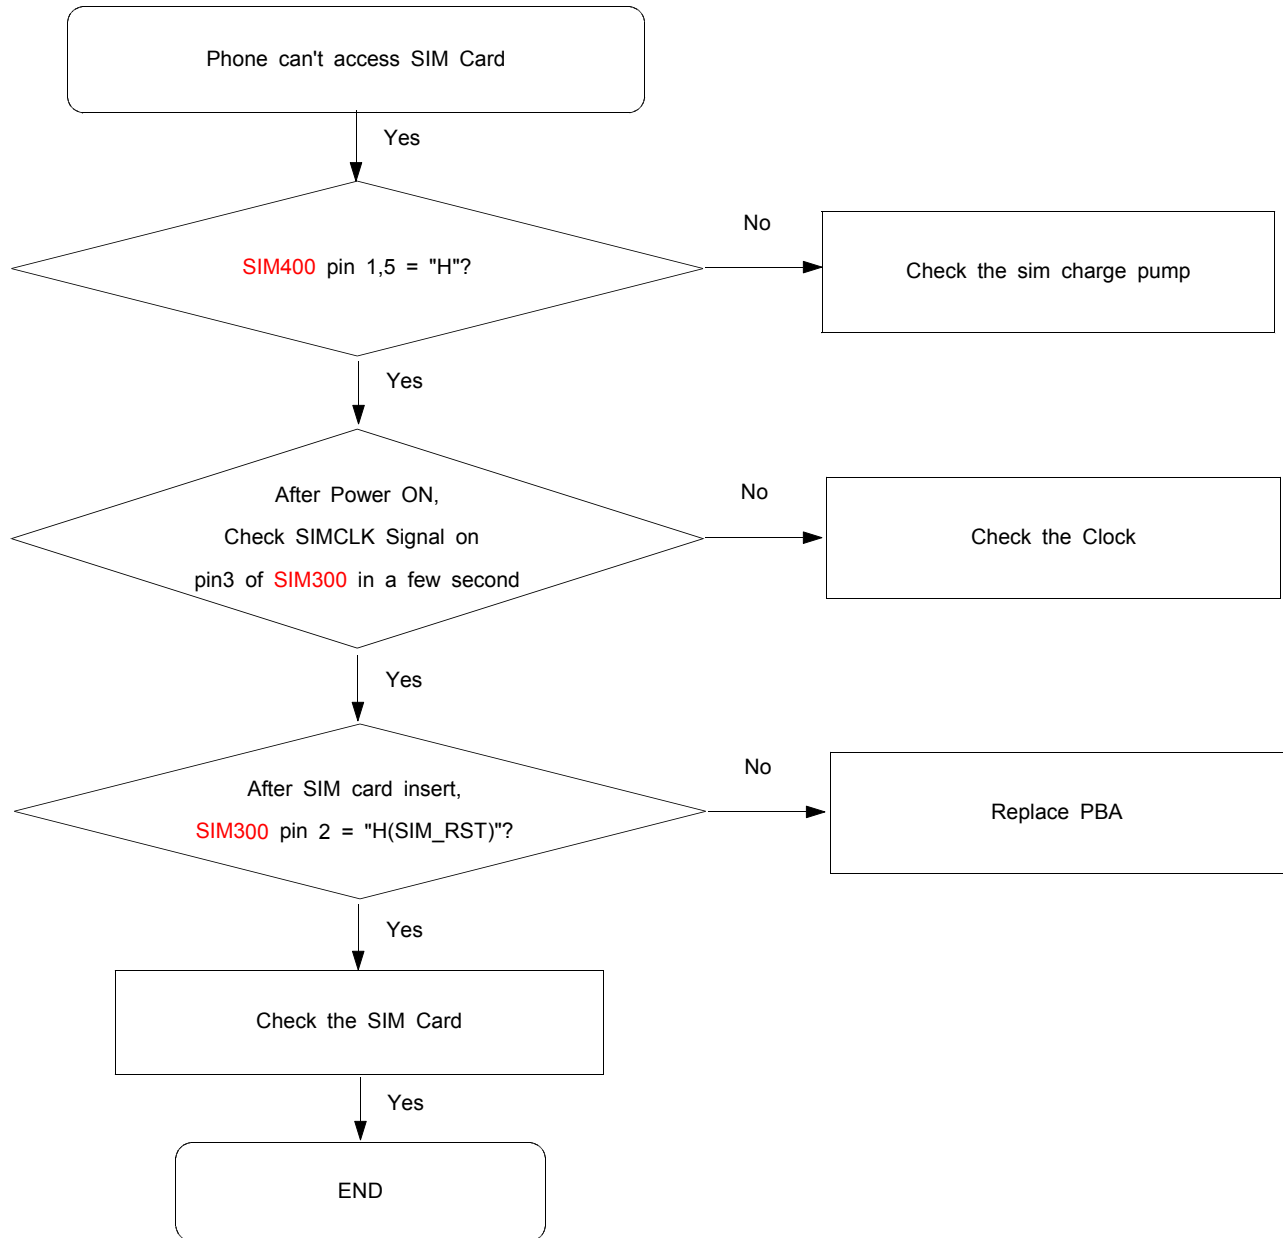 Phone can't access SIM Card
Yes
SIM400 pin 1,5 = "H"?
No
Check the sim charge pump
Yes
After Power ON,
Check SIMCLK Signal on
pin3 of SIM300 in a few second
No
Check the Clock
Yes
After SIM card insert,
SIM300 pin 2 = "H(SIM_RST)"?
No
Replace PBA
Yes
Check the SIM Card
Yes
END